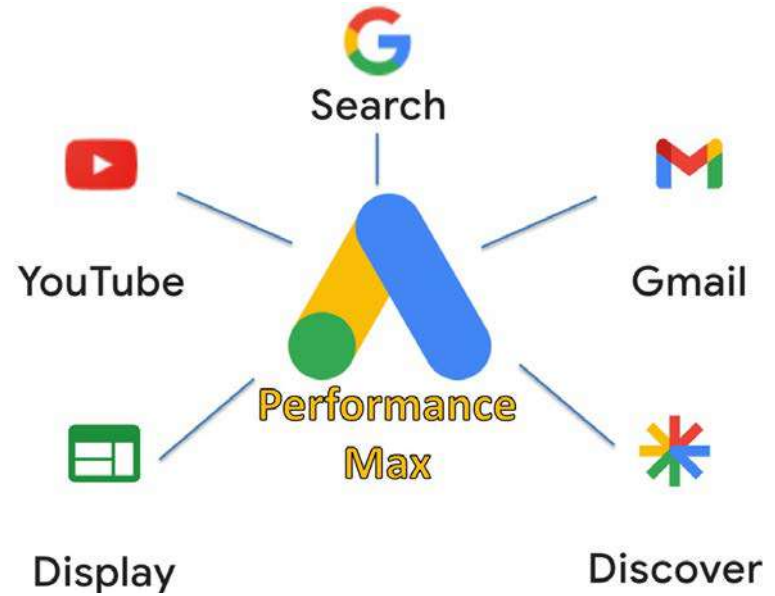 Search
YouTube
Gmail
Performance
Max
Display
Discover